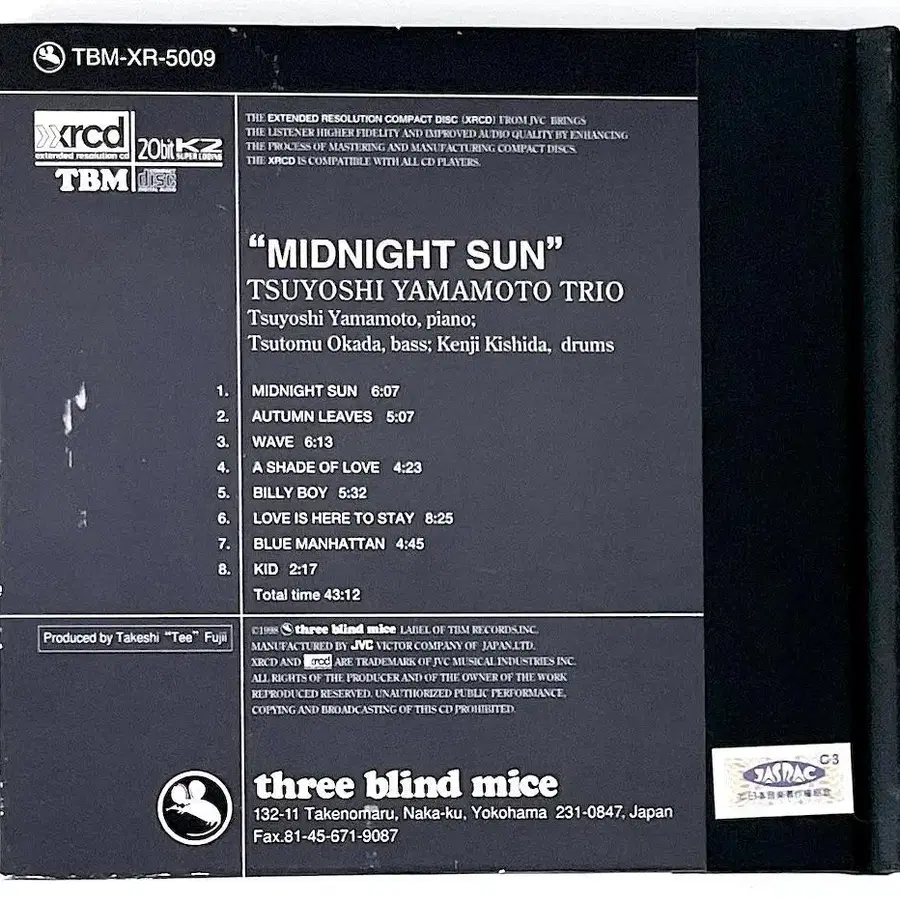 TBM-XR-5009
xrcd
extended resolution cd
20bit K2
SUPER CODING
TBM
disc
DIGITAL AUDIO
THE EXTENDED RESOLUTION COMPACT DISC (XRCD) FROM JVC BRINGS
THE LISTENER HIGHER FIDELITY AND IMPROVED AUDIO QUALITY BY ENHANCING
THE PROCESS OF MASTERING AND MANUFACTURING COMPACT DISCS.
THE XRCD IS COMPATIBLE WITH ALL CD PLAYERS.
“MIDNIGHT SUN”
TSUYOSHI YAMAMOTO TRIO
Tsuyoshi Yamamoto, piano;
Tsutomu Okada, bass; Kenji Kishida, drums
1. MIDNIGHT SUN 6:07
2. AUTUMN LEAVES 5:07
3. WAVE 6:13
4. A SHADE OF LOVE 4:23
5. BILLY BOY 5:32
6. LOVE IS HERE TO STAY 8:25
7. BLUE MANHATTAN 4:45
8. KID 2:17
Total time 43:12
Produced by Takeshi “Tee” Fujii
©1998 three blind mice LABEL OF TBM RECORDS,INC.
MANUFACTURED BY JVC VICTOR COMPANY OF JAPAN,LTD.
XRCD AND xrcd ARE TRADEMARK OF JVC MUSICAL INDUSTRIES INC.
ALL RIGHTS OF THE PRODUCER AND OF THE OWNER OF THE WORK
REPRODUCED RESERVED. UNAUTHORIZED PUBLIC PERFORMANCE,
COPYING AND BROADCASTING OF THIS CD PROHIBITED.
three blind mice
132-11 Takenomaru, Naka-ku, Yokohama 231-0847, Japan
Fax.81-45-671-9087
C3
JASRAC